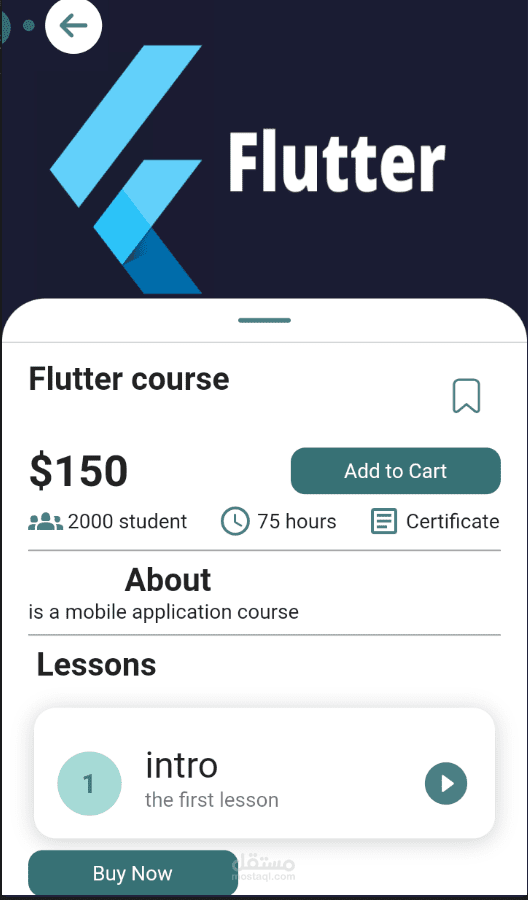 Flutter
Flutter course
$150
Add to Cart
2000 student
75 hours
Certificate
About
is a mobile application course
Lessons
1
intro
the first lesson
Buy Now
مستقل
mostaql.com